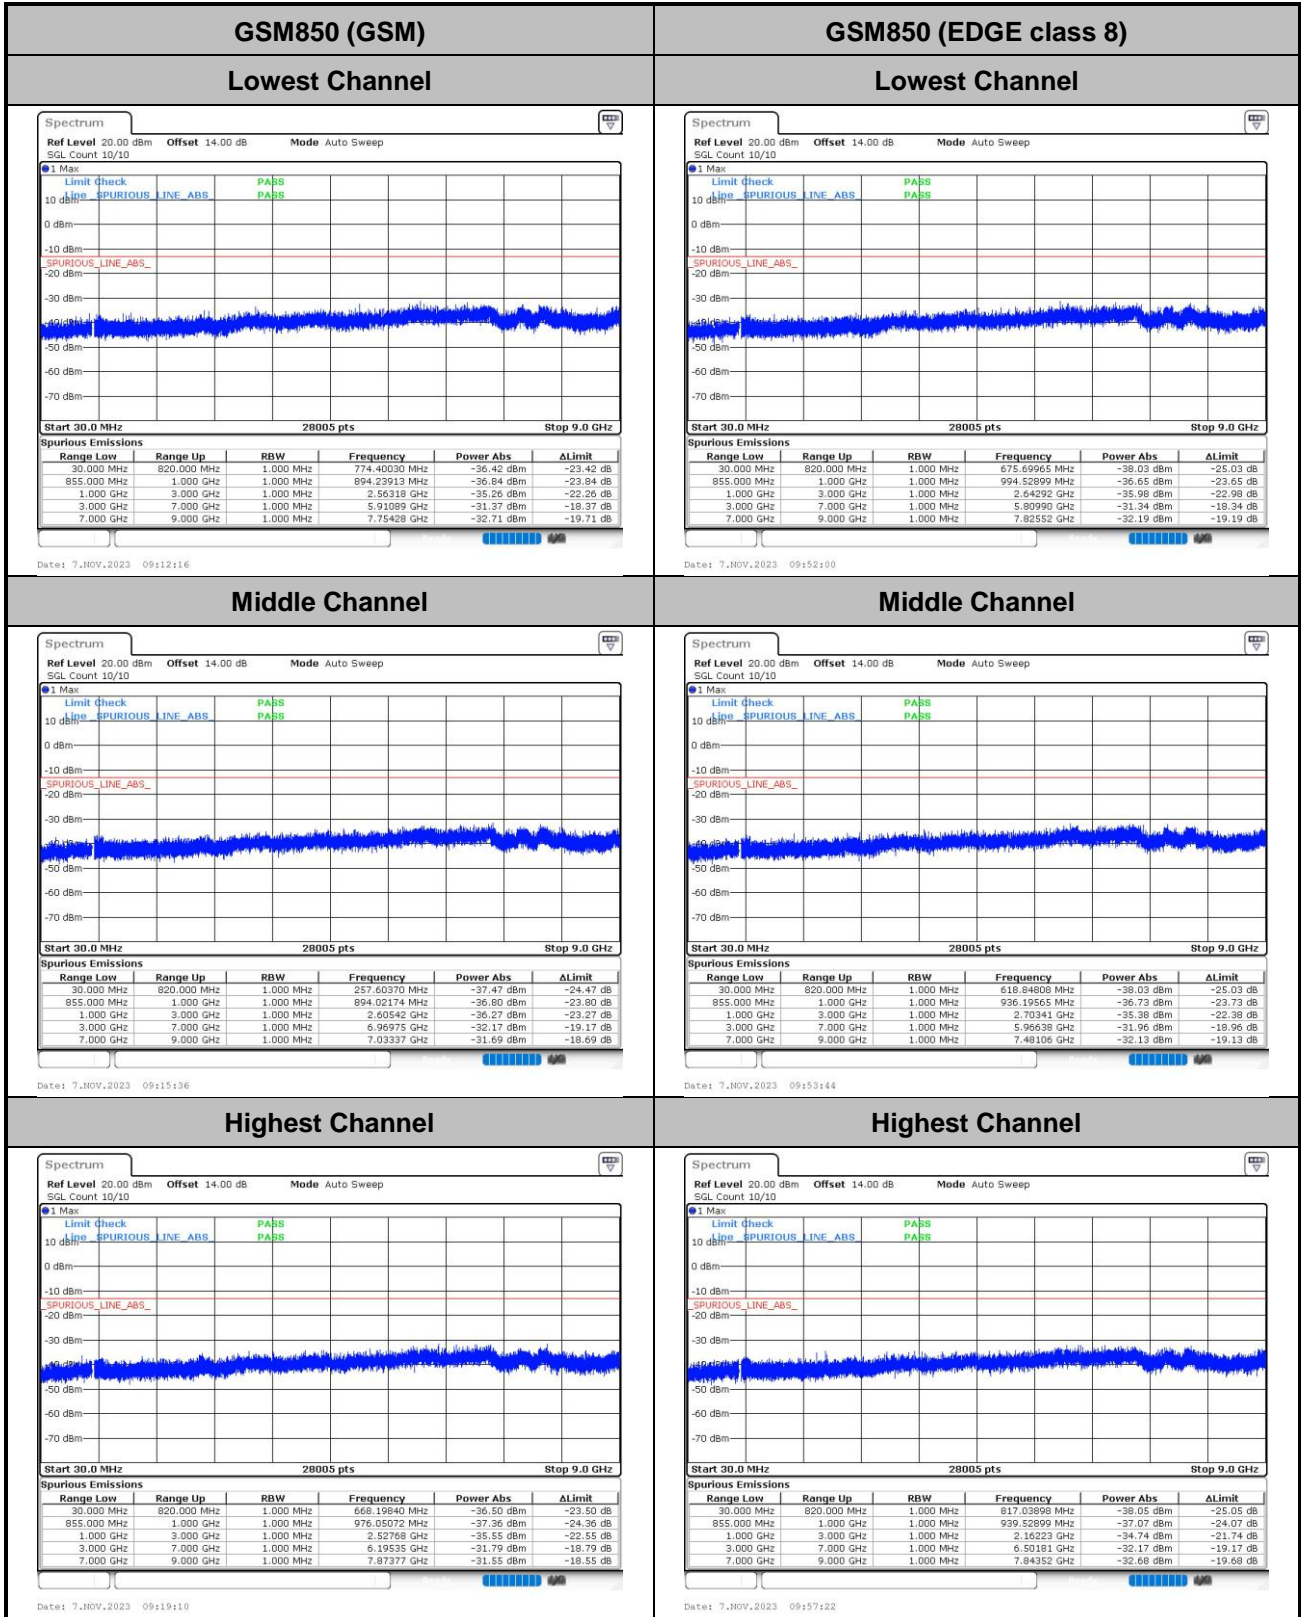 GSM850 (GSM) GSM850 (EDGE class 8)
Lowest Channel Lowest Channel
Spectrum
Ref Level 20.00 dBm Offset 14.00 dB Mode Auto Sweep
SGL Count 10/10
1 Max
Limit Check PASS
10 dBm Line _SPURIOUS_LINE_ABS_ PASS
0 dBm
-10 dBm
_SPURIOUS_LINE_ABS_
-20 dBm
-30 dBm
-40 dBm
-50 dBm
-60 dBm
-70 dBm
Start 30.0 MHz 28005 pts Stop 9.0 GHz
Spurious Emissions
Range Low Range Up RBW Frequency Power Abs ΔLimit
30.000 MHz 820.000 MHz 1.000 MHz 774.40030 MHz -36.42 dBm -23.42 dB
855.000 MHz 1.000 GHz 1.000 MHz 894.23913 MHz -36.84 dBm -23.84 dB
1.000 GHz 3.000 GHz 1.000 MHz 2.56318 GHz -35.26 dBm -22.26 dB
3.000 GHz 7.000 GHz 1.000 MHz 5.91089 GHz -31.37 dBm -18.37 dB
7.000 GHz 9.000 GHz 1.000 MHz 7.75428 GHz -32.71 dBm -19.71 dB
Date: 7.NOV.2023 09:12:16
Spectrum
Ref Level 20.00 dBm Offset 14.00 dB Mode Auto Sweep
SGL Count 10/10
1 Max
Limit Check PASS
10 dBm Line _SPURIOUS_LINE_ABS_ PASS
0 dBm
-10 dBm
_SPURIOUS_LINE_ABS_
-20 dBm
-30 dBm
-40 dBm
-50 dBm
-60 dBm
-70 dBm
Start 30.0 MHz 28005 pts Stop 9.0 GHz
Spurious Emissions
Range Low Range Up RBW Frequency Power Abs ΔLimit
30.000 MHz 820.000 MHz 1.000 MHz 675.69965 MHz -38.03 dBm -25.03 dB
855.000 MHz 1.000 GHz 1.000 MHz 994.52899 MHz -36.65 dBm -23.65 dB
1.000 GHz 3.000 GHz 1.000 MHz 2.64292 GHz -35.98 dBm -22.98 dB
3.000 GHz 7.000 GHz 1.000 MHz 5.80990 GHz -31.34 dBm -18.34 dB
7.000 GHz 9.000 GHz 1.000 MHz 7.82552 GHz -32.19 dBm -19.19 dB
Date: 7.NOV.2023 09:52:00
Middle Channel Middle Channel
Spectrum
Ref Level 20.00 dBm Offset 14.00 dB Mode Auto Sweep
SGL Count 10/10
1 Max
Limit Check PASS
10 dBm Line _SPURIOUS_LINE_ABS_ PASS
0 dBm
-10 dBm
_SPURIOUS_LINE_ABS_
-20 dBm
-30 dBm
-40 dBm
-50 dBm
-60 dBm
-70 dBm
Start 30.0 MHz 28005 pts Stop 9.0 GHz
Spurious Emissions
Range Low Range Up RBW Frequency Power Abs ΔLimit
30.000 MHz 820.000 MHz 1.000 MHz 257.60370 MHz -37.47 dBm -24.47 dB
855.000 MHz 1.000 GHz 1.000 MHz 894.02174 MHz -36.80 dBm -23.80 dB
1.000 GHz 3.000 GHz 1.000 MHz 2.60542 GHz -36.27 dBm -23.27 dB
3.000 GHz 7.000 GHz 1.000 MHz 6.96975 GHz -32.17 dBm -19.17 dB
7.000 GHz 9.000 GHz 1.000 MHz 7.03337 GHz -31.69 dBm -18.69 dB
Date: 7.NOV.2023 09:15:36
Spectrum
Ref Level 20.00 dBm Offset 14.00 dB Mode Auto Sweep
SGL Count 10/10
1 Max
Limit Check PASS
10 dBm Line _SPURIOUS_LINE_ABS_ PASS
0 dBm
-10 dBm
_SPURIOUS_LINE_ABS_
-20 dBm
-30 dBm
-40 dBm
-50 dBm
-60 dBm
-70 dBm
Start 30.0 MHz 28005 pts Stop 9.0 GHz
Spurious Emissions
Range Low Range Up RBW Frequency Power Abs ΔLimit
30.000 MHz 820.000 MHz 1.000 MHz 618.84808 MHz -38.03 dBm -25.03 dB
855.000 MHz 1.000 GHz 1.000 MHz 936.19565 MHz -36.73 dBm -23.73 dB
1.000 GHz 3.000 GHz 1.000 MHz 2.70341 GHz -35.38 dBm -22.38 dB
3.000 GHz 7.000 GHz 1.000 MHz 5.96638 GHz -31.96 dBm -18.96 dB
7.000 GHz 9.000 GHz 1.000 MHz 7.48106 GHz -32.13 dBm -19.13 dB
Date: 7.NOV.2023 09:53:44
Highest Channel Highest Channel
Spectrum
Ref Level 20.00 dBm Offset 14.00 dB Mode Auto Sweep
SGL Count 10/10
1 Max
Limit Check PASS
10 dBm Line _SPURIOUS_LINE_ABS_ PASS
0 dBm
-10 dBm
_SPURIOUS_LINE_ABS_
-20 dBm
-30 dBm
-40 dBm
-50 dBm
-60 dBm
-70 dBm
Start 30.0 MHz 28005 pts Stop 9.0 GHz
Spurious Emissions
Range Low Range Up RBW Frequency Power Abs ΔLimit
30.000 MHz 820.000 MHz 1.000 MHz 668.19840 MHz -36.50 dBm -23.50 dB
855.000 MHz 1.000 GHz 1.000 MHz 976.05072 MHz -37.36 dBm -24.36 dB
1.000 GHz 3.000 GHz 1.000 MHz 2.52768 GHz -35.55 dBm -22.55 dB
3.000 GHz 7.000 GHz 1.000 MHz 6.19535 GHz -31.79 dBm -18.79 dB
7.000 GHz 9.000 GHz 1.000 MHz 7.87377 GHz -31.55 dBm -18.55 dB
Date: 7.NOV.2023 09:19:10
Spectrum
Ref Level 20.00 dBm Offset 14.00 dB Mode Auto Sweep
SGL Count 10/10
1 Max
Limit Check PASS
10 dBm Line _SPURIOUS_LINE_ABS_ PASS
0 dBm
-10 dBm
_SPURIOUS_LINE_ABS_
-20 dBm
-30 dBm
-40 dBm
-50 dBm
-60 dBm
-70 dBm
Start 30.0 MHz 28005 pts Stop 9.0 GHz
Spurious Emissions
Range Low Range Up RBW Frequency Power Abs ΔLimit
30.000 MHz 820.000 MHz 1.000 MHz 817.03898 MHz -38.05 dBm -25.05 dB
855.000 MHz 1.000 GHz 1.000 MHz 939.52899 MHz -37.07 dBm -24.07 dB
1.000 GHz 3.000 GHz 1.000 MHz 2.16223 GHz -34.74 dBm -21.74 dB
3.000 GHz 7.000 GHz 1.000 MHz 6.50181 GHz -32.17 dBm -19.17 dB
7.000 GHz 9.000 GHz 1.000 MHz 7.84352 GHz -32.68 dBm -19.68 dB
Date: 7.NOV.2023 09:57:22